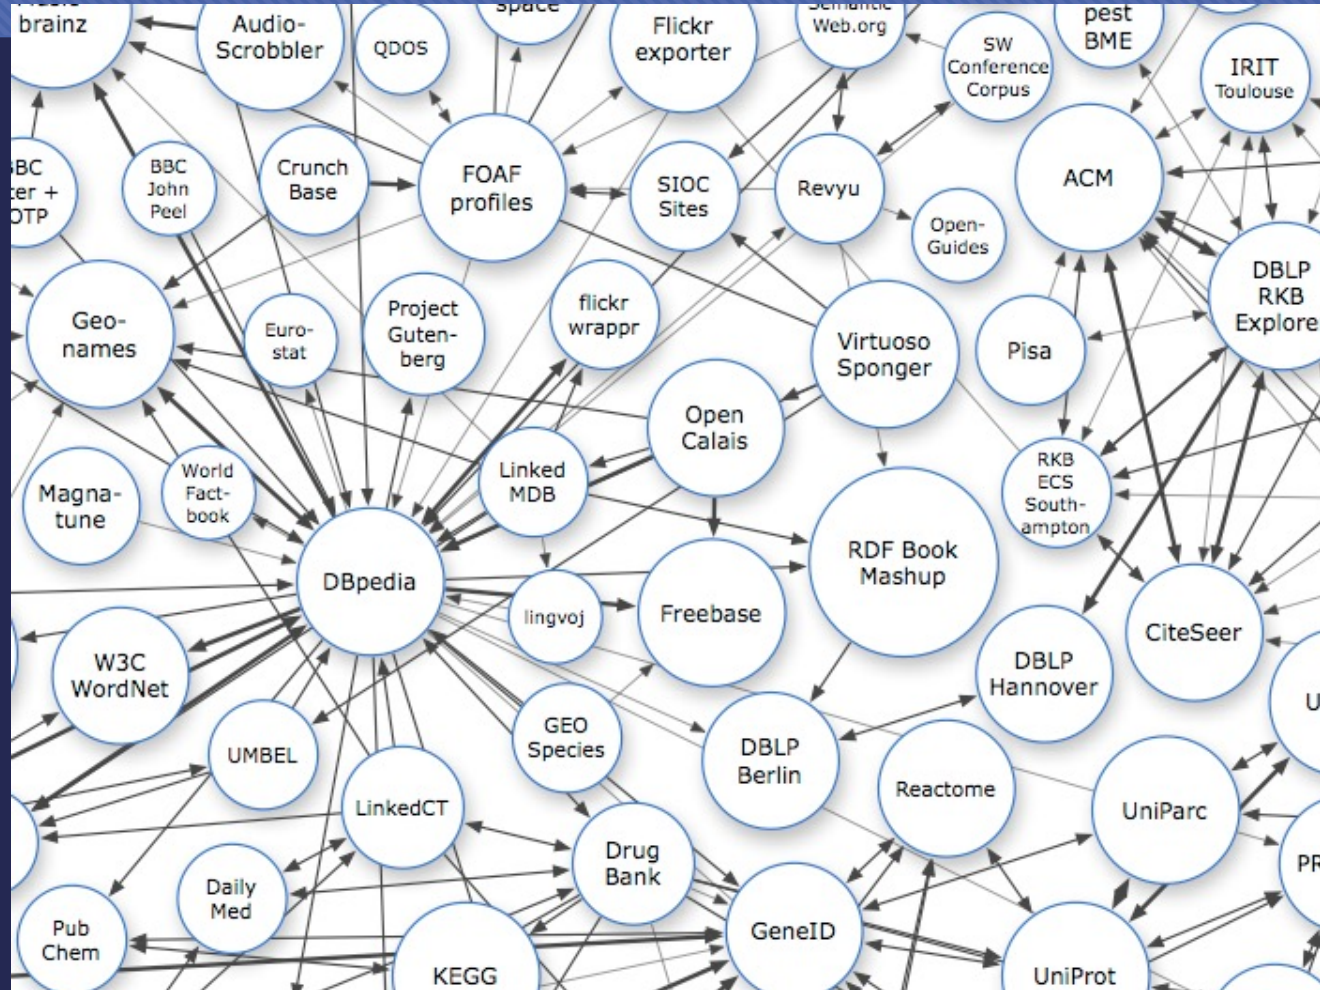 brainz
Audio-
Scrobbler
QDOS
space
Flickr
exporter
Web.org
SW
Conference
Corpus
pest
BME
IRIT
Toulouse
BBC
John
Peel
Crunch
Base
FOAF
profiles
SIOC
Sites
Revyu
Open-
Guides
ACM
DBLP
RKB
Explore
Geo-
names
Euro-
stat
Project
Guten-
berg
flickr
wrappr
Virtuoso
Sponger
Pisa
Open
Calais
Magna-
tune
World
Fact-
book
Linked
MDB
RKB
ECS
South-
ampton
DBpedia
lingvoj
Freebase
RDF Book
Mashup
CiteSeer
W3C
WordNet
DBLP
Hannover
UMBEL
GEO
Species
DBLP
Berlin
Reactome
LinkedCT
UniParc
Drug
Bank
Daily
Med
Pub
Chem
KEGG
GeneID
UniProt